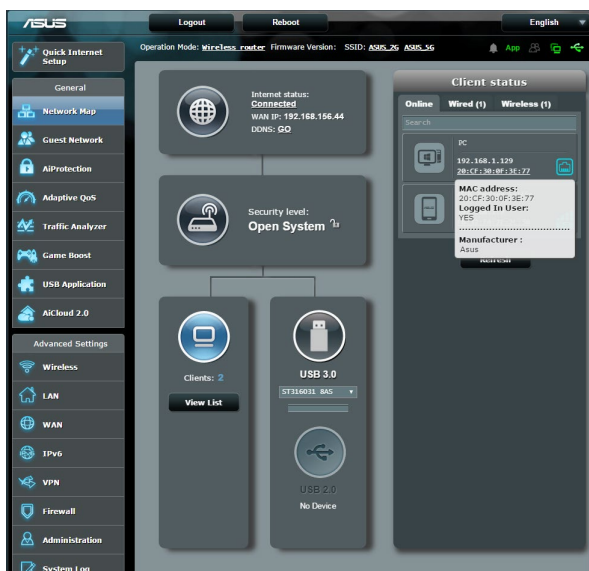 ASUS
Logout
Reboot
English
Quick Internet
Setup
Operation Mode: Wireless router Firmware Version: SSID: ASUS_2G ASUS_5G
App
General
Network Map
Guest Network
AiProtection
Adaptive QoS
Traffic Analyzer
Game Boost
USB Application
AiCloud 2.0
Advanced Settings
Wireless
LAN
WAN
IPv6
VPN
Firewall
Administration
System Log
Internet status:
Connected
WAN IP: 192.168.156.44
DDNS: GO
Security level:
Open System
Clients: 2
View List
USB 3.0
ST316031 8AS
USB 2.0
No Device
Client status
Online Wired (1) Wireless (1)
Search
PC
192.168.1.129
20:CF:30:0F:3E:77
MAC address:
20:CF:30:0F:3E:77
Logged In User:
YES
Manufacturer :
Asus
Refresh